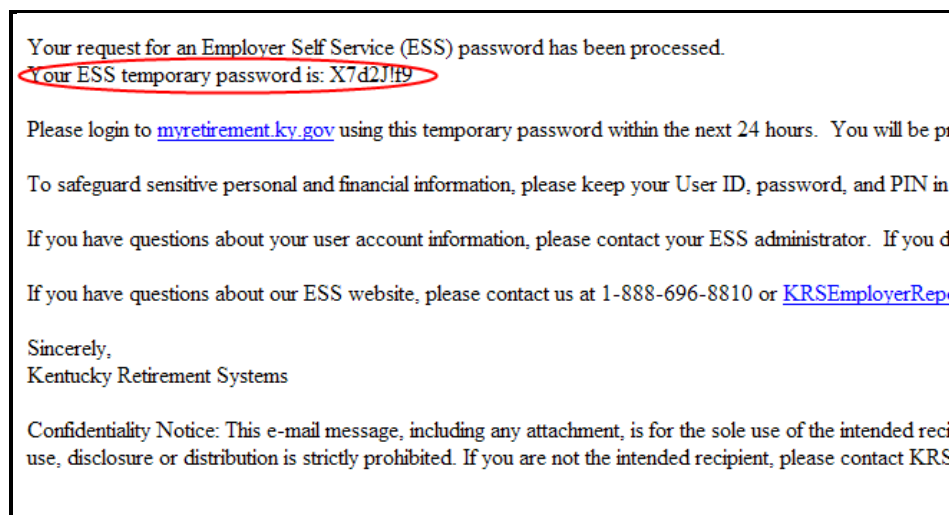 Your request for an Employer Self Service (ESS) password has been processed.
Your ESS temporary password is: X7d2J!f9
Please login to myretirement.ky.gov using this temporary password within the next 24 hours.  You will be pr
To safeguard sensitive personal and financial information, please keep your User ID, password, and PIN in
If you have questions about your user account information, please contact your ESS administrator.  If you d
If you have questions about our ESS website, please contact us at 1-888-696-8810 or KRSEmployerRepo
Sincerely,
Kentucky Retirement Systems
Confidentiality Notice: This e-mail message, including any attachment, is for the sole use of the intended reci
use, disclosure or distribution is strictly prohibited. If you are not the intended recipient, please contact KRS